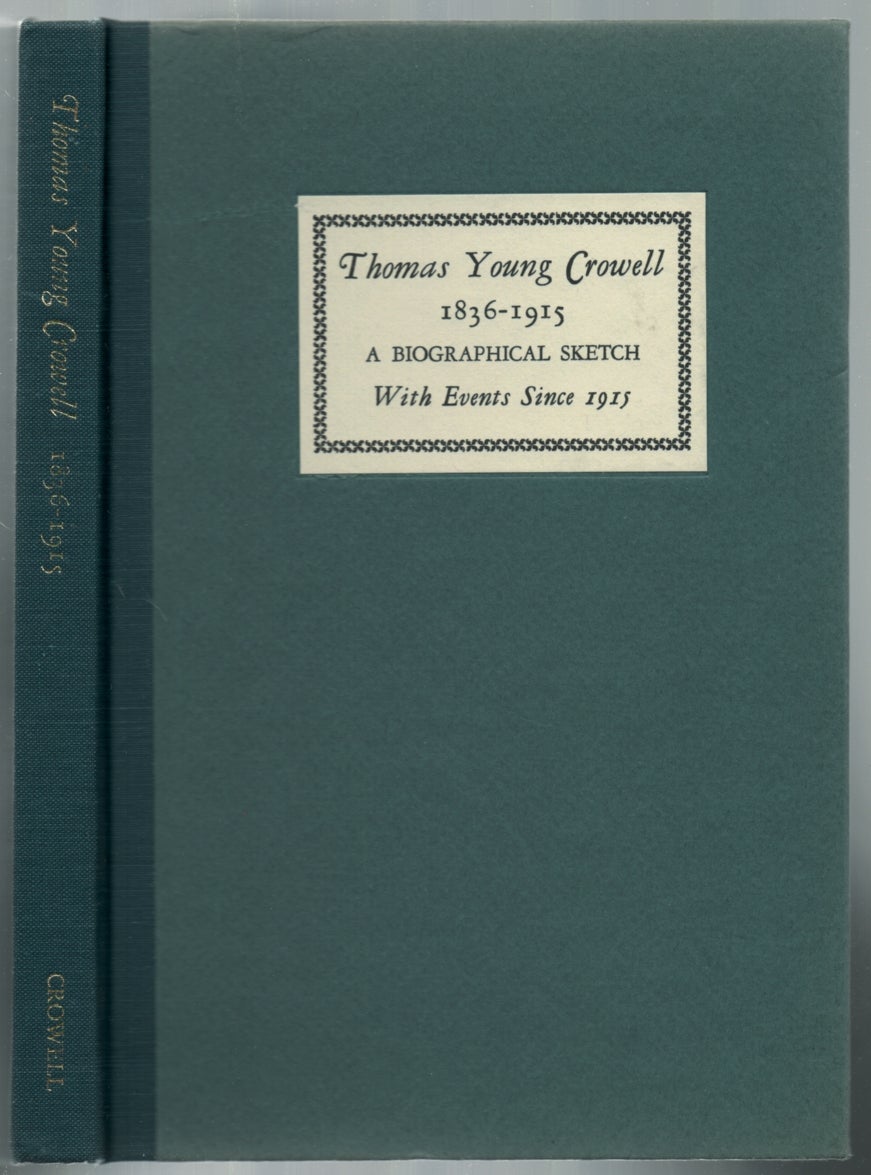 Thomas Young Crowell 1836-1915
CROWELL
Thomas Young Crowell
1836-1915
A BIOGRAPHICAL SKETCH
With Events Since 1915